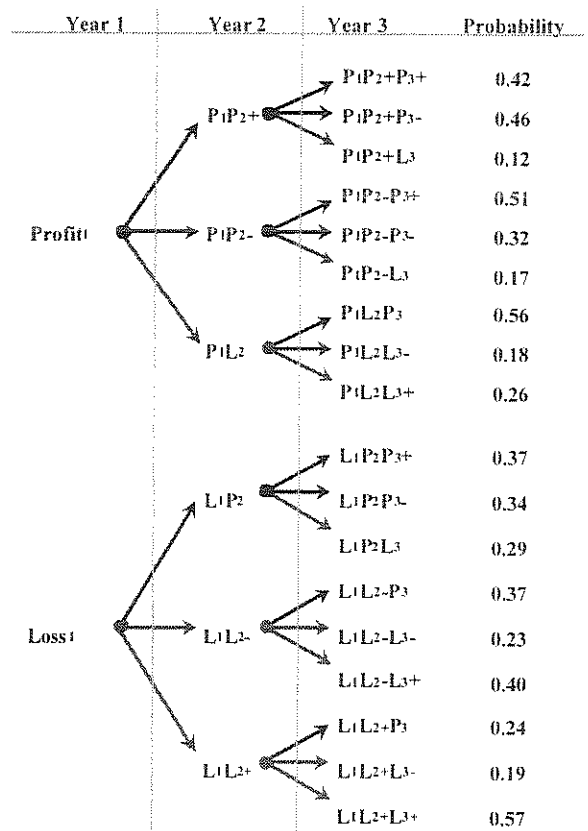 Year 1 Year 2 Year 3 Probability
P1P2+P3+ 0.42
P1P2+ P1P2+P3- 0.46
P1P2+L3 0.12
P1P2-P3+ 0.51
Profit1 P1P2- P1P2-P3- 0.32
P1P2-L3 0.17
P1L2P3 0.56
P1L2 P1L2L3- 0.18
P1L2L3+ 0.26
L1P2P3+ 0.37
L1P2 L1P2P3- 0.34
L1P2L3 0.29
L1L2-P3 0.37
Loss1 L1L2- L1L2-L3- 0.23
L1L2-L3+ 0.40
L1L2+P3 0.24
L1L2+ L1L2+L3- 0.19
L1L2+L3+ 0.57